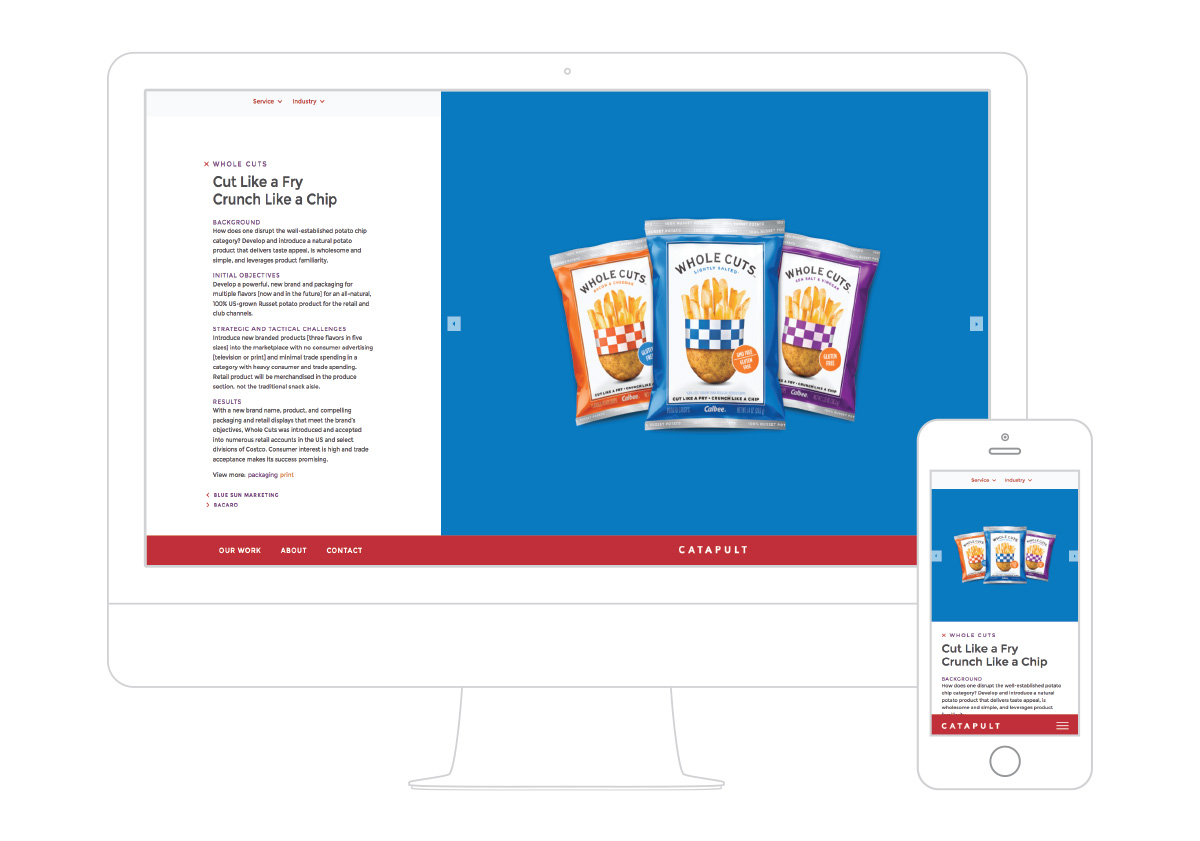 Service Industry
× WHOLE CUTS
Cut Like a Fry
Crunch Like a Chip
BACKGROUND
How does one disrupt the well-established potato chip
category? Develop and introduce a natural potato
product that delivers taste appeal, is wholesome and
simple, and leverages product familiarity.
INITIAL OBJECTIVES
Develop a powerful, new brand and packaging for
multiple flavors [now and in the future] for an all-natural,
100% US-grown Russet potato product for the retail and
club channels.
STRATEGIC AND TACTICAL CHALLENGES
Introduce new branded products [three flavors in five
sizes] into the marketplace with no consumer advertising
[television or print] and minimal trade spending in a
category with heavy consumer and trade spending.
Retail product will be merchandised in the produce
section, not the traditional snack aisle.
RESULTS
With a new brand name, product, and compelling
packaging and retail displays that meet the brand's
objectives, Whole Cuts was introduced and accepted
into numerous retail accounts in the US and select
divisions of Costco. Consumer interest is high and trade
acceptance makes its success promising.
View more: packaging print
< BLUE SUN MARKETING
> BACARO
OUR WORK ABOUT CONTACT
CATAPULT
WHOLE CUTS
BACON & CHEDDAR
GLUTEN
CUT LIKE A FRY • CRUNCH LIKE A
Calbee
WHOLE CUTS
LIGHTLY SALTED
GMO FREE
GLUTEN
FREE
CUT LIKE A FRY • CRUNCH LIKE A CHIP
POTATO CRISPS
Calbee
WHOLE CUTS
SEA SALT & VINEGAR
GLUTEN
FREE
A FRY • CRUNCH LIKE A CHIP
Calbee
Service Industry
WHOLE CUTS
× WHOLE CUTS
Cut Like a Fry
Crunch Like a Chip
BACKGROUND
How does one disrupt the well-established potato
chip category? Develop and introduce a natural
potato product that delivers taste appeal, is
wholesome and simple, and leverages product
CATAPULT